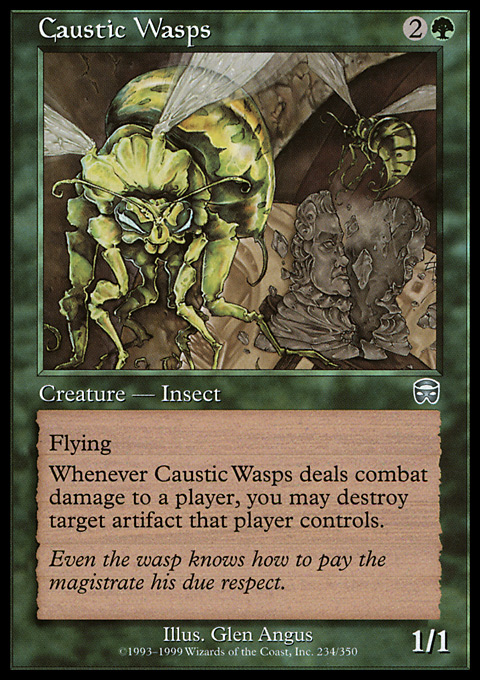 Caustic Wasps 2
Creature — Insect
Flying
Whenever Caustic Wasps deals combat
damage to a player, you may destroy
target artifact that player controls.
Even the wasp knows how to pay the
magistrate his due respect.
Illus. Glen Angus
©1993–1999 Wizards of the Coast, Inc. 234/350
1/1